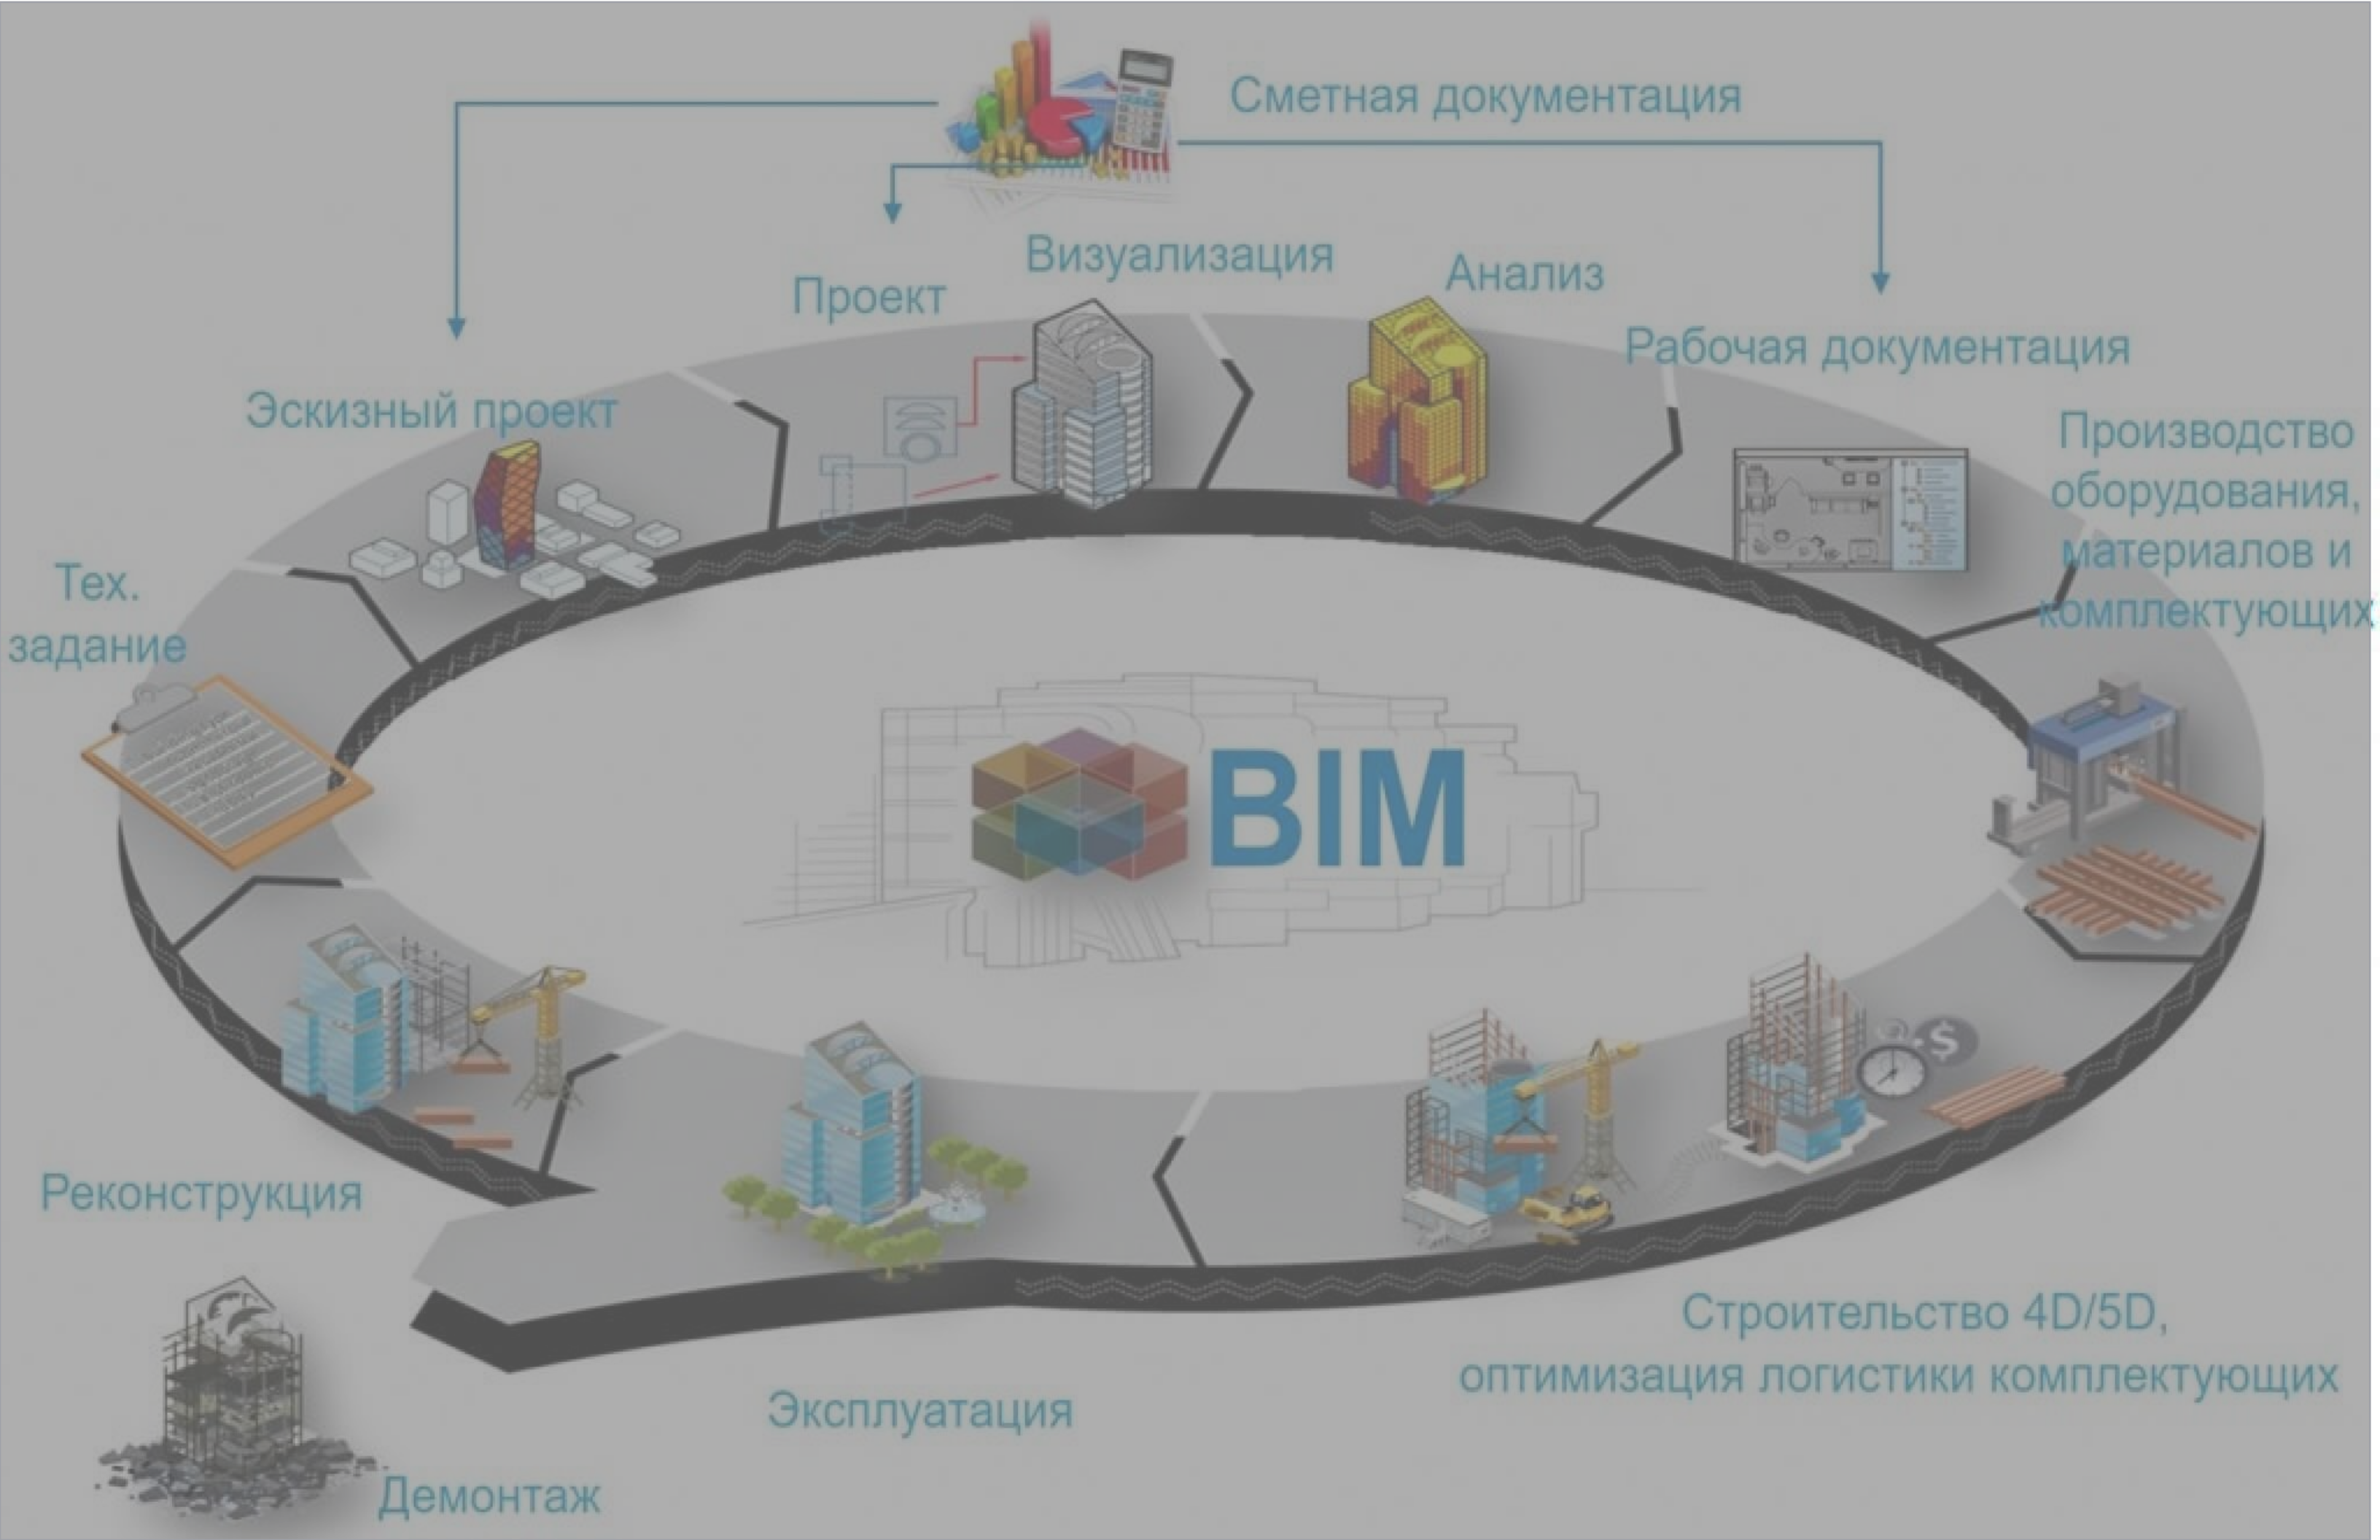 Сметная документация
Визуализация
Анализ
Проект
Рабочая документация
Эскизный проект
Производство
оборудования,
материалов и
комплектующих
Тех.
задание
BIM
$
Реконструкция
Строительство 4D/5D,
оптимизация логистики комплектующих
Эксплуатация
Демонтаж